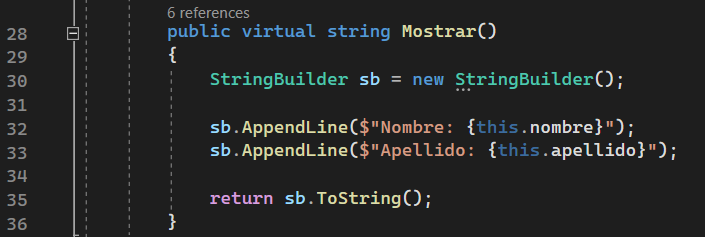 6 references
28 public virtual string Mostrar()
29 {
30 StringBuilder sb = new StringBuilder();
31
32 sb.AppendLine($"Nombre: {this.nombre}");
33 sb.AppendLine($"Apellido: {this.apellido}");
34
35 return sb.ToString();
36 }